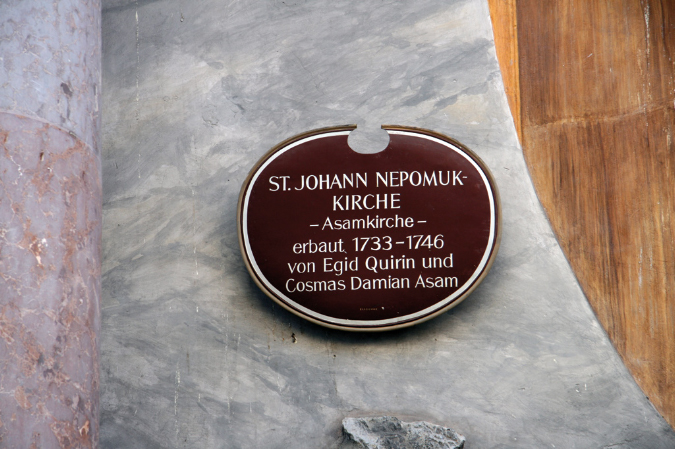 ST. JOHANN NEPOMUK-
KIRCHE
– Asamkirche –
erbaut 1733–1746
von Egid Quirin und
Cosmas Damian Asam